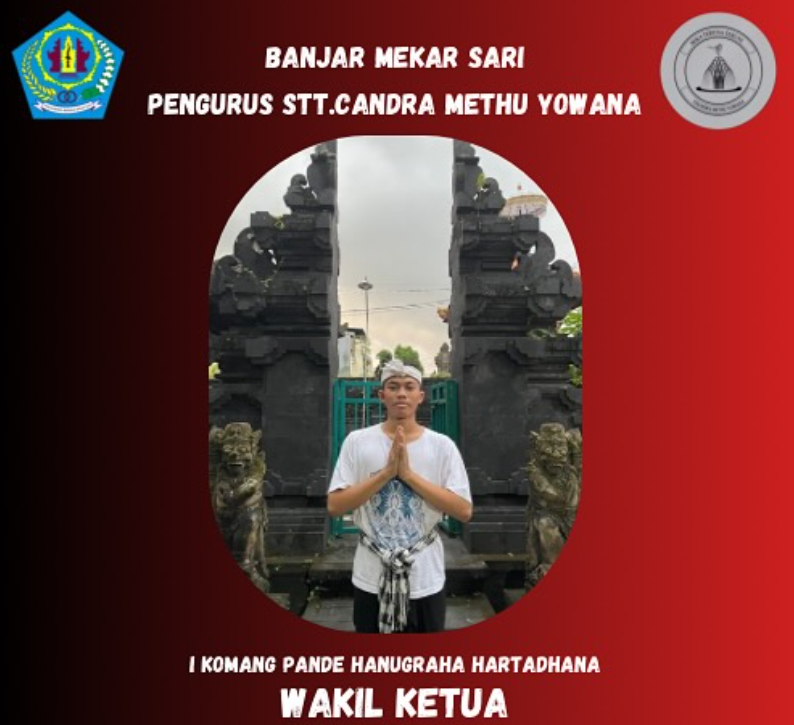 BANJAR MEKAR SARI
PENGURUS STT.CANDRA METHU YOWANA
I KOMANG PANDE HANUGRAHA HARTADHANA
WAKIL KETUA